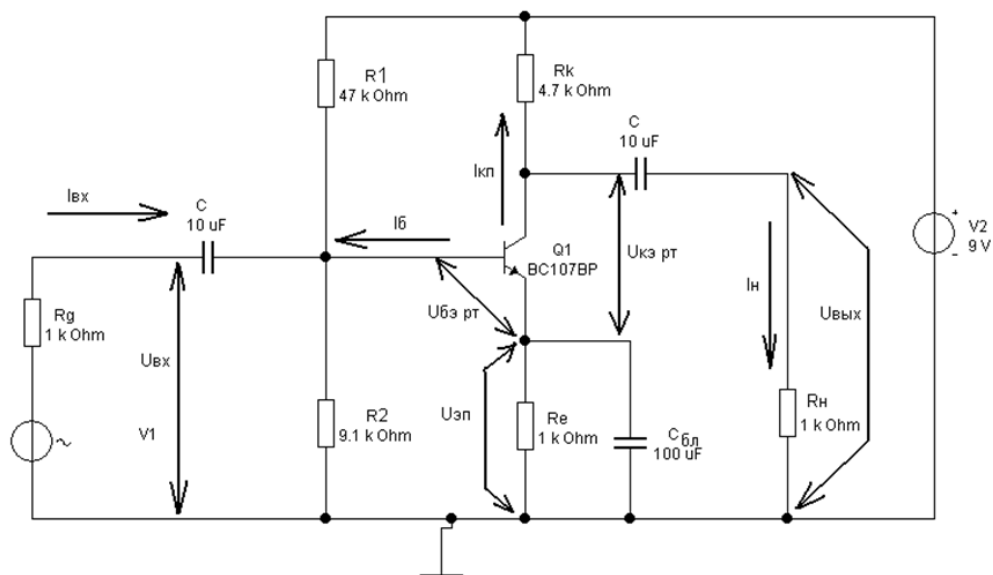 R1
47 k Ohm
Rk
4.7 k Ohm
C
10 uF
Iкп
Iвх
C
10 uF
Iб
Q1
BC107BP
Uкэ рт
V2
9 V
+
-
Iн
Uвых
Uбэ рт
Rg
1 k Ohm
Uвх
V1
R2
9.1 k Ohm
Uэп
Re
1 k Ohm
Cбл
100 uF
Rн
1 k Ohm